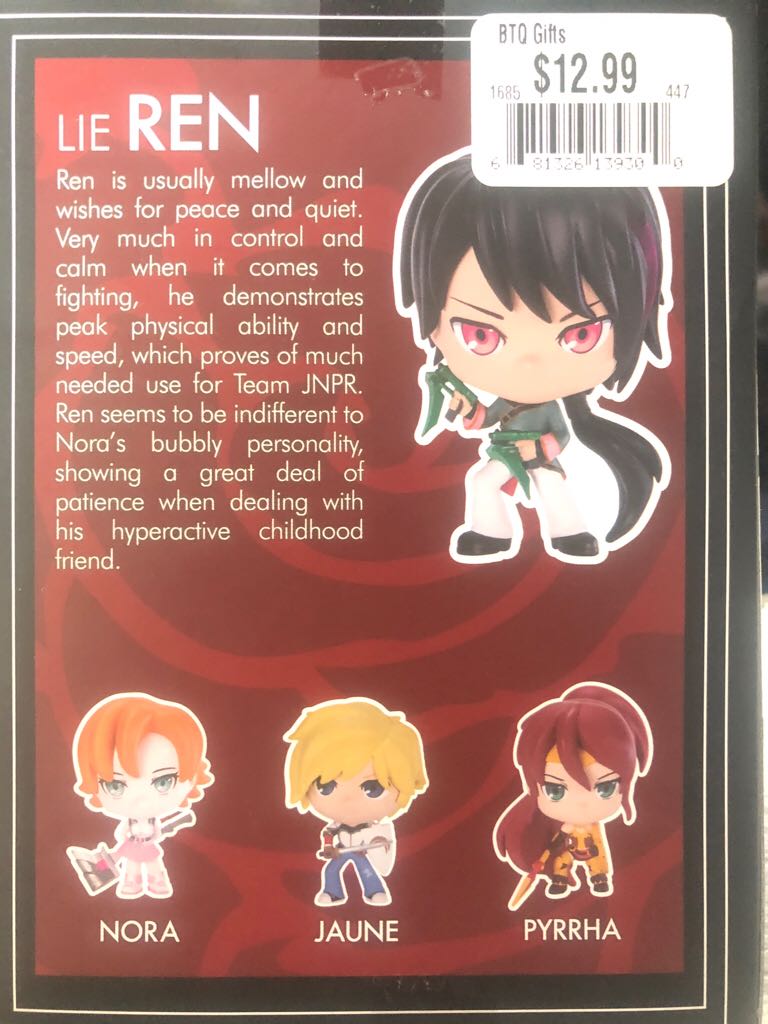 BTQ Gifts
$12.99
1685 447
6 81326 13930 0
LIE REN
Ren is usually mellow and
wishes for peace and quiet.
Very much in control and
calm when it comes to
fighting, he demonstrates
peak physical ability and
speed, which proves of much
needed use for Team JNPR.
Ren seems to be indifferent to
Nora’s bubbly personality,
showing a great deal of
patience when dealing with
his hyperactive childhood
friend.
NORA JAUNE PYRRHA